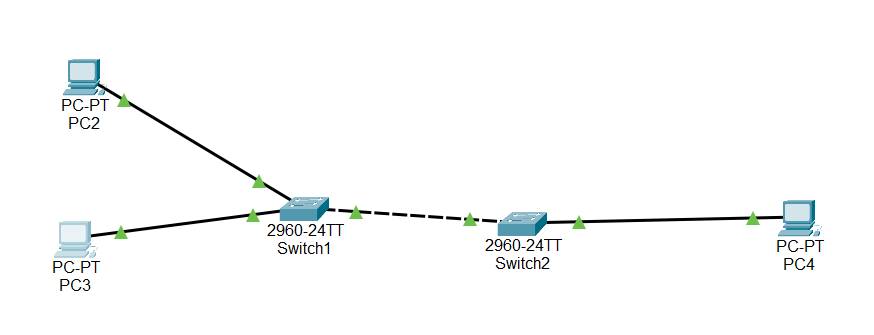 PC-PT
PC2
PC-PT
PC3
2960-24TT
Switch1
2960-24TT
Switch2
PC-PT
PC4